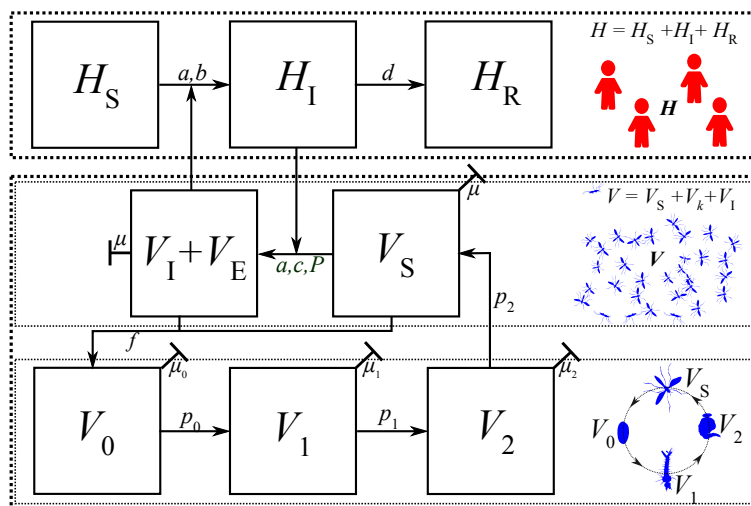 H = H_S + H_I + H_R
H_S
a,b
H_I
d
H_R
H
μ
V = V_S + V_k + V_I
μ
V_I + V_E
a,c,P
V_S
V
p_2
f
μ_0
μ_1
μ_2
V_0
p_0
V_1
p_1
V_2
V_S
V_0
V_2
V_1